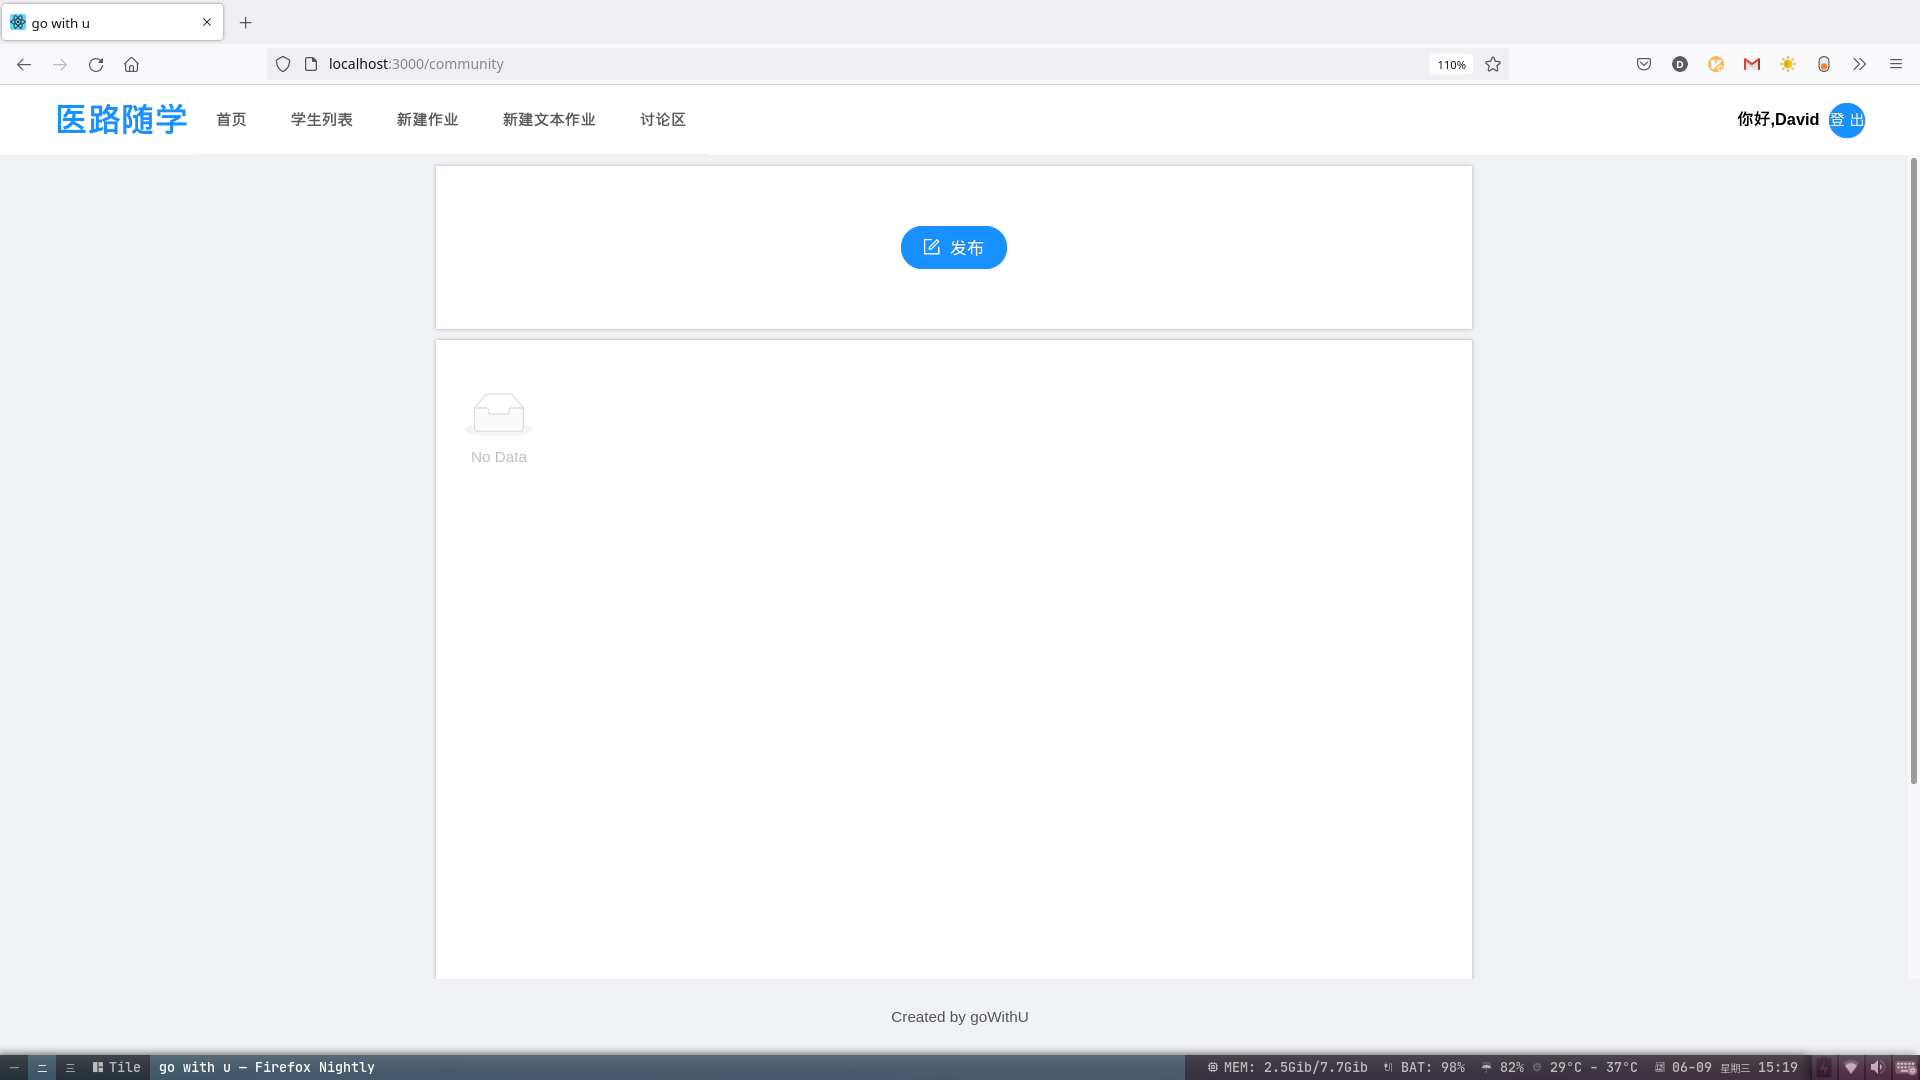 go with u
localhost:3000/community
110%
医路随学
首页
学生列表
新建作业
新建文本作业
讨论区
你好,David
登 出
发布
No Data
Created by goWithU
一
二
三
Tile
go with u — Firefox Nightly
MEM: 2.5Gib/7.7Gib
BAT: 98%
82%
29°C - 37°C
06-09 星期三 15:19